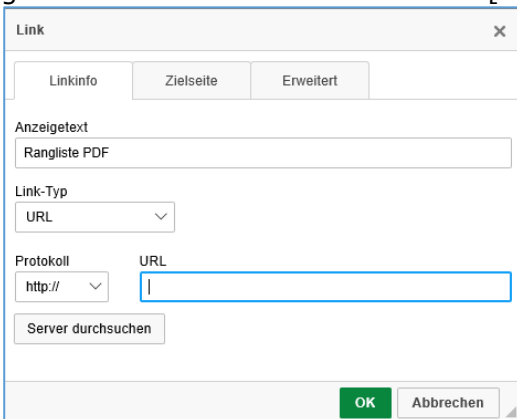 Link
Linkinfo Zielseite Erweitert
Anzeigetext
Rangliste PDF
Link-Typ
URL
Protokoll URL
http://
Server durchsuchen
OK Abbrechen